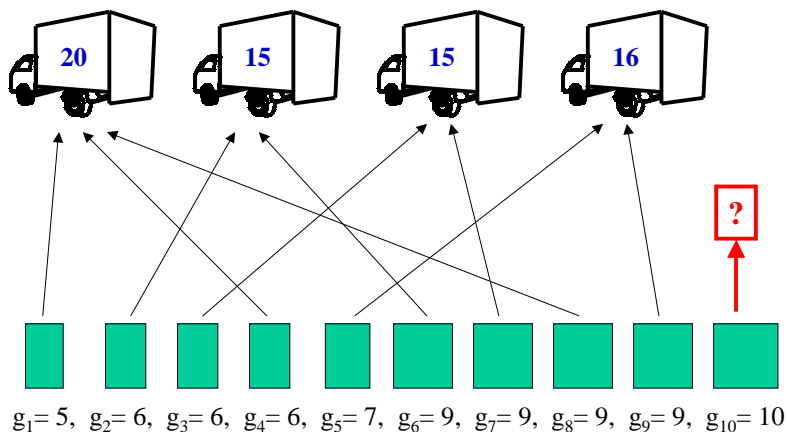 20 15 15 16
?
g₁= 5, g₂= 6, g₃= 6, g₄= 6, g₅= 7, g₆= 9, g₇= 9, g₈= 9, g₉= 9, g₁₀= 10